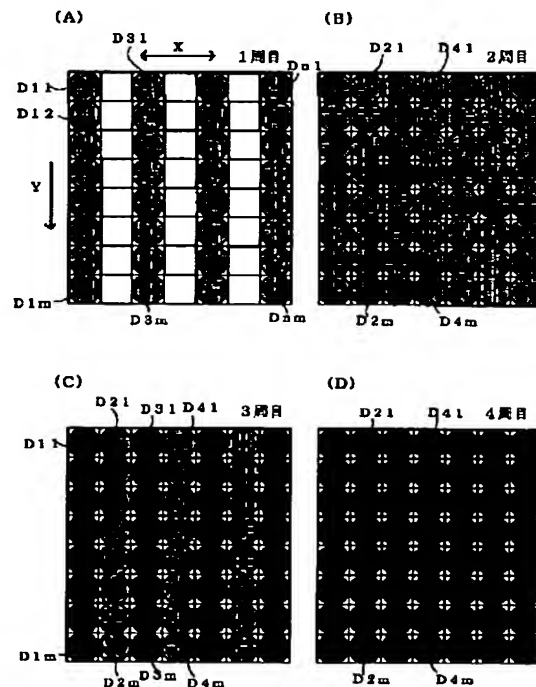 (A)
D31 X 1周目 Dn1
D11
D12
Y
D1m
D3m Dnm
(B)
D21 D41 2周目
D2m D4m
(C)
D21 D31 D41 3周目
D11
D1m
D2m D3m D4m
(D)
D21 D41 4周目
D2m D4m